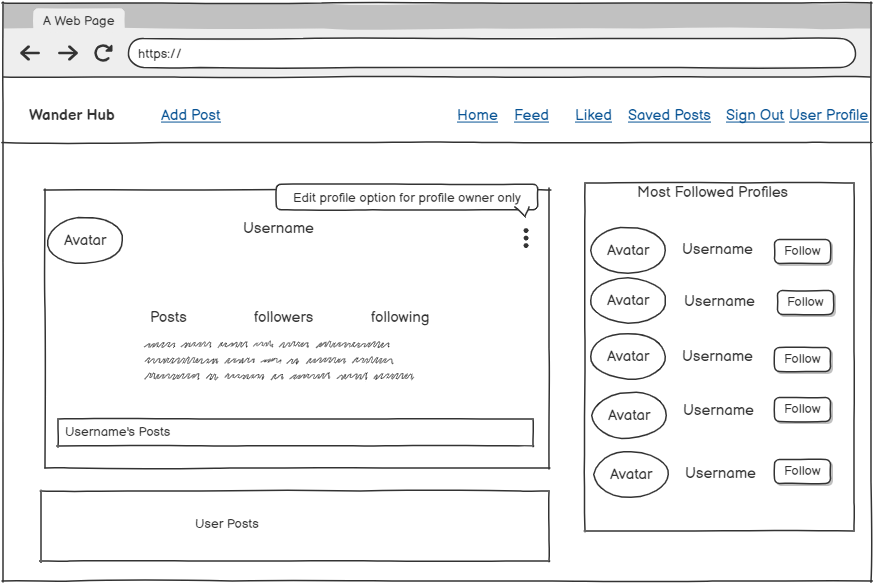 A Web Page
https://
Wander Hub Add Post Home Feed Liked Saved Posts Sign Out User Profile
Edit profile option for profile owner only
Avatar Username
Posts followers following
Username's Posts
User Posts
Most Followed Profiles
Avatar Username Follow
Avatar Username Follow
Avatar Username Follow
Avatar Username Follow
Avatar Username Follow